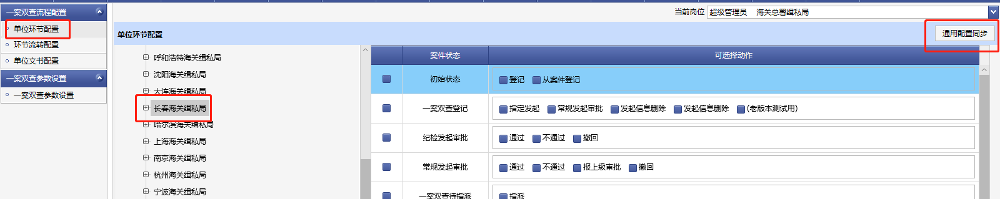 一案双查流程配置
单位环节配置
环节流转配置
单位文书配置
一案双查参数设置
一案双查参数设置
当前岗位 超级管理员 海关总署缉私局
单位环节配置
通用配置同步
呼和浩特海关缉私局
沈阳海关缉私局
大连海关缉私局
长春海关缉私局
哈尔滨海关缉私局
上海海关缉私局
南京海关缉私局
杭州海关缉私局
宁波海关缉私局
案件状态 可选择动作
初始状态 登记 从案件登记
一案双查登记 指定发起 常规发起审批 发起信息删除 发起信息删除 (老版本测试用)
纪检发起审批 通过 不通过 撤回
常规发起审批 通过 不通过 报上级审批 撤回
一案双查待指派 指派